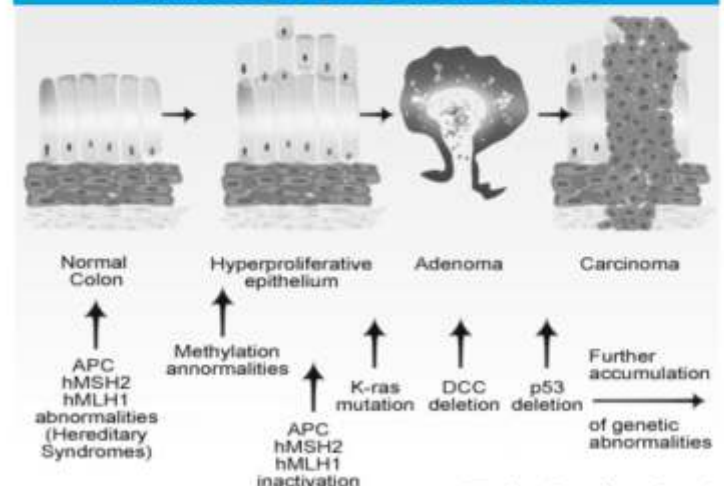 Normal
Colon
Hyperproliferative
epithelium
Adenoma
Carcinoma
APC
hMSH2
hMLH1
abnormalities
(Hereditary
Syndromes)
Methylation
annormalities
APC
hMSH2
hMLH1
inactivation
K-ras
mutation
DCC
deletion
p53
deletion
Further
accumulation
of genetic
abnormalities